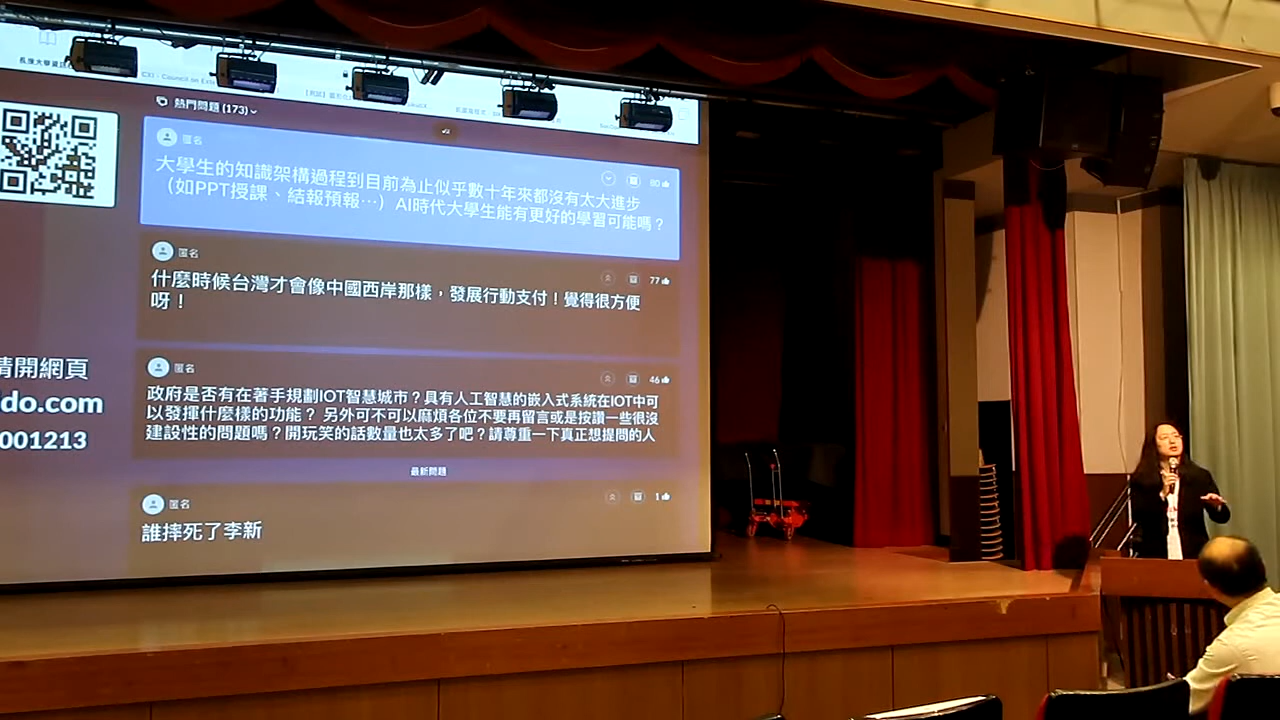 熱門問題 (173)
匿名
80
大學生的知識架構過程到目前為止似乎數十年來都沒有太大進步
（如PPT授課、結報預報…）AI時代大學生能有更好的學習可能嗎？
匿名
77
什麼時候台灣才會像中國西岸那樣，發展行動支付！覺得很方便
呀！
匿名
46
政府是否有在著手規劃IOT智慧城市？具有人工智慧的嵌入式系統在IOT中可
以發揮什麼樣的功能？ 另外可不可以麻煩各位不要再留言或是按讚一些很沒
建設性的問題嗎？開玩笑的話數量也太多了吧？請尊重一下真正想提問的人
最新問題
匿名
1
誰摔死了李新
請開網頁
do.com
001213